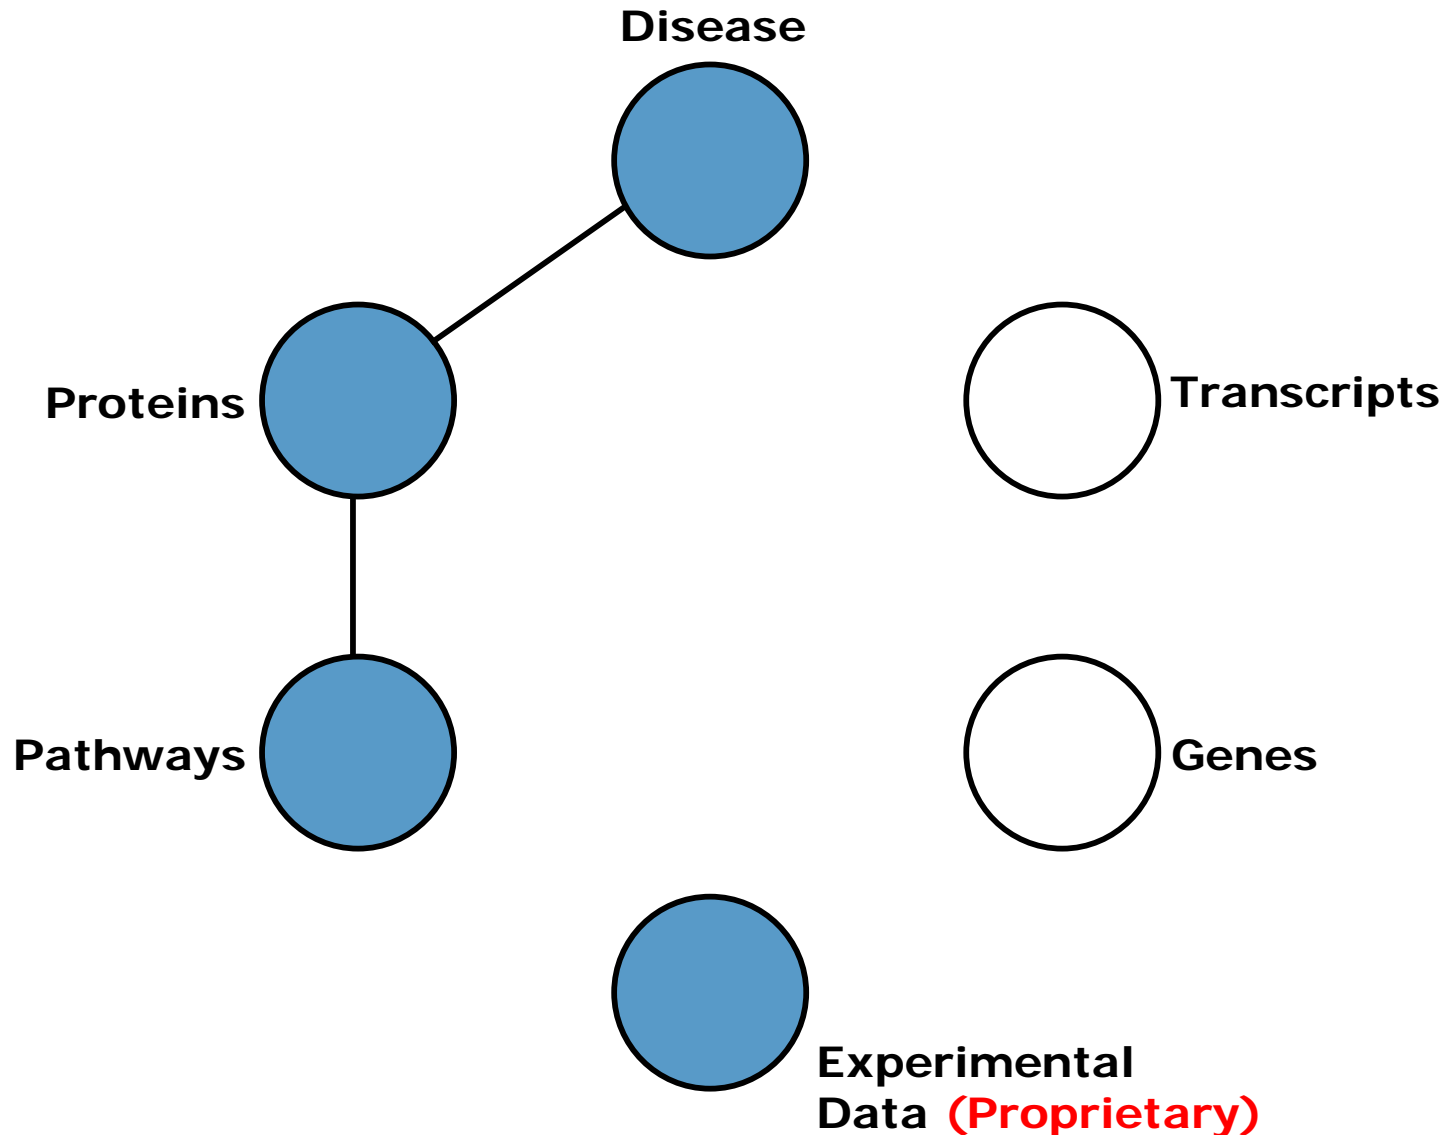 Disease
Proteins
Transcripts
Pathways
Genes
Experimental
Data (Proprietary)